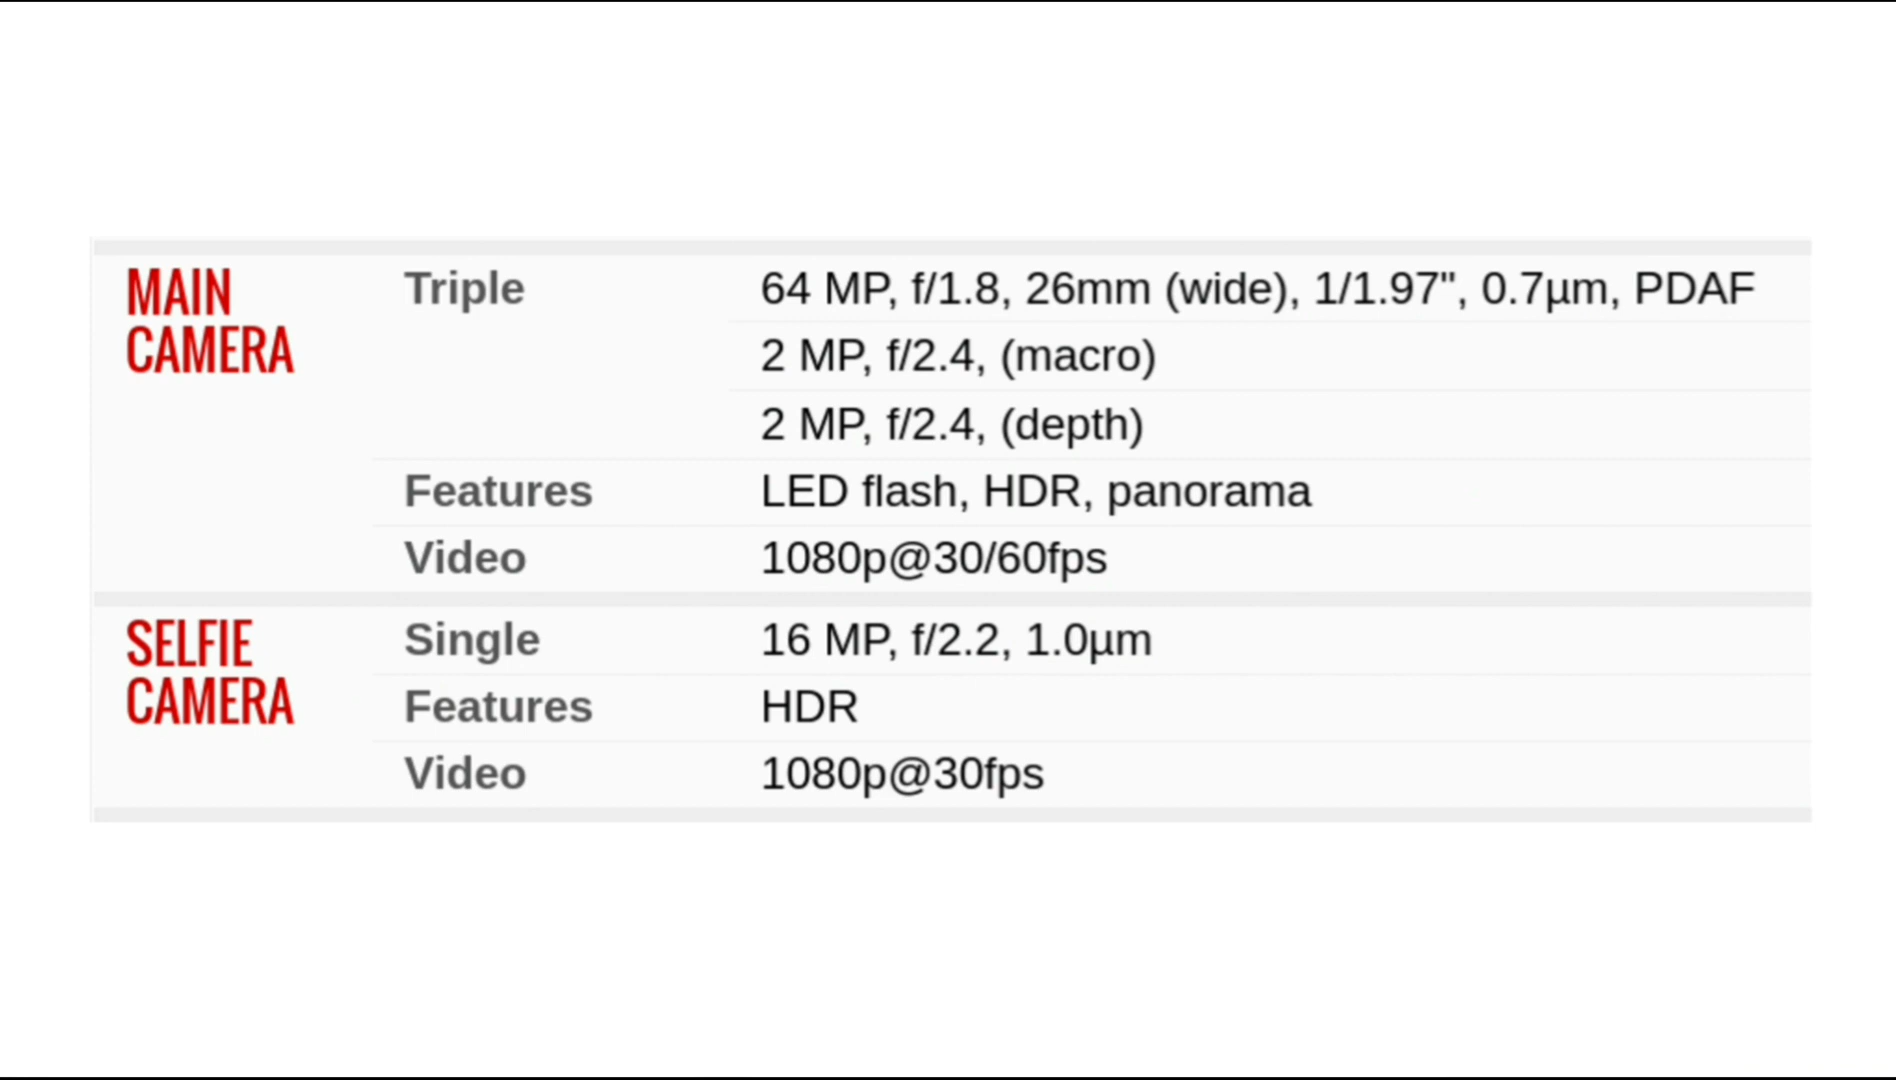 MAIN CAMERA
Triple 64 MP, f/1.8, 26mm (wide), 1/1.97", 0.7µm, PDAF
2 MP, f/2.4, (macro)
2 MP, f/2.4, (depth)
Features LED flash, HDR, panorama
Video 1080p@30/60fps
SELFIE CAMERA
Single 16 MP, f/2.2, 1.0µm
Features HDR
Video 1080p@30fps